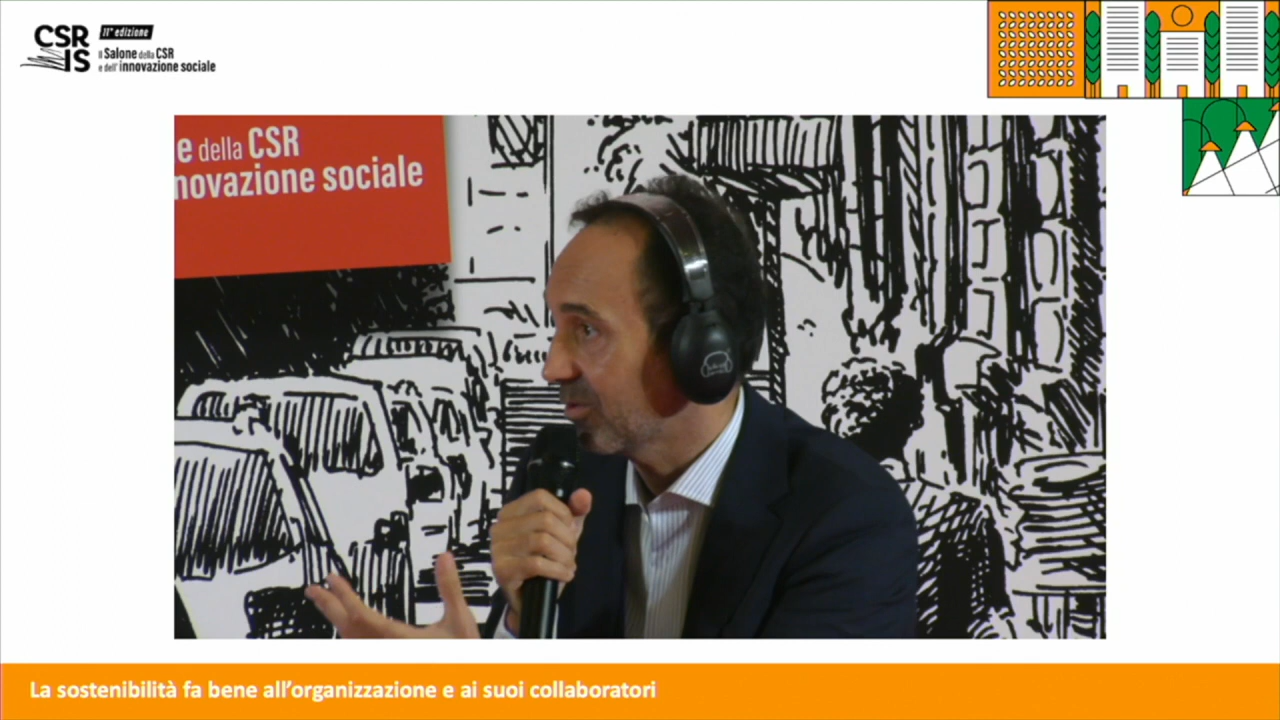 CSR
IS
11ª edizione
Il Salone della CSR
e dell'innovazione sociale
e della CSR
novazione sociale
La sostenibilità fa bene all'organizzazione e ai suoi collaboratori